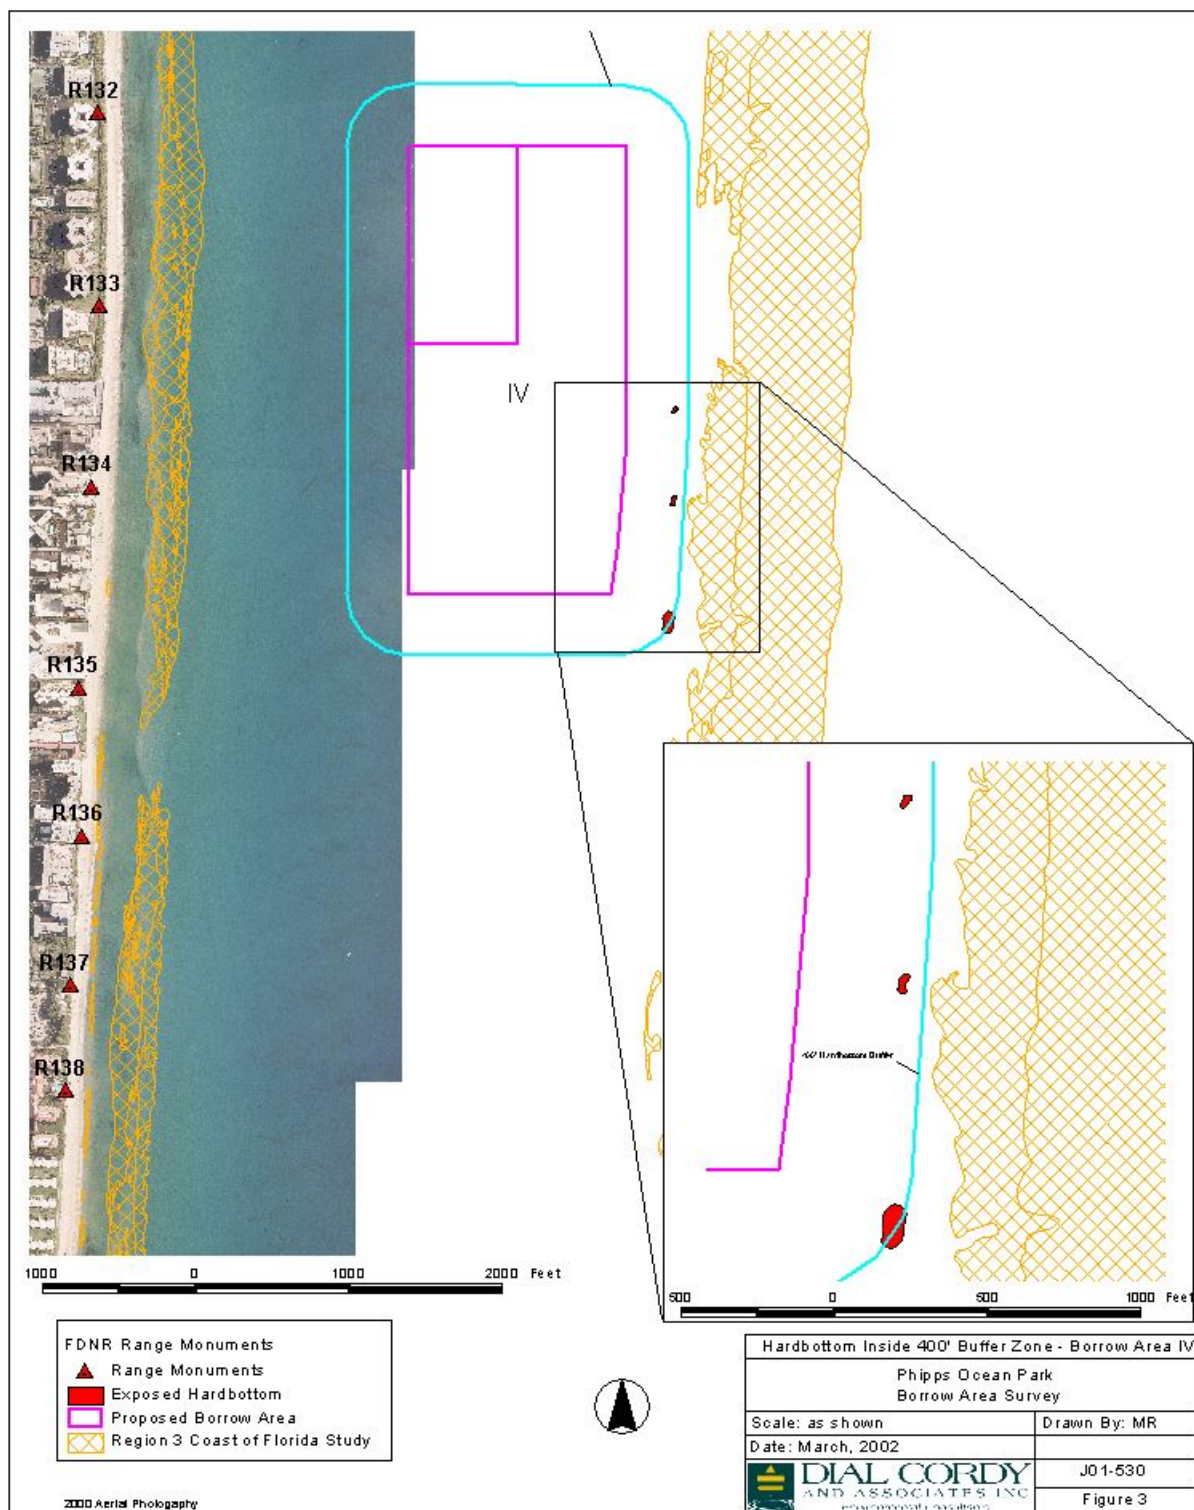 R132
R133
IV
R134
R135
R136
R137
R138
1000 0 1000 2000 Feet
500 0 500 1000 Feet
FDNR Range Monuments
Range Monuments
Exposed Hardbottom
Proposed Borrow Area
Region 3 Coast of Florida Study
2000 Aerial Photography
Hardbottom Inside 400' Buffer Zone - Borrow Area IV
Phipps Ocean Park
Borrow Area Survey
Scale: as shown
Drawn By: MR
Date: March, 2002
DIAL CORDY
AND ASSOCIATES INC
J01-530
Figure 3